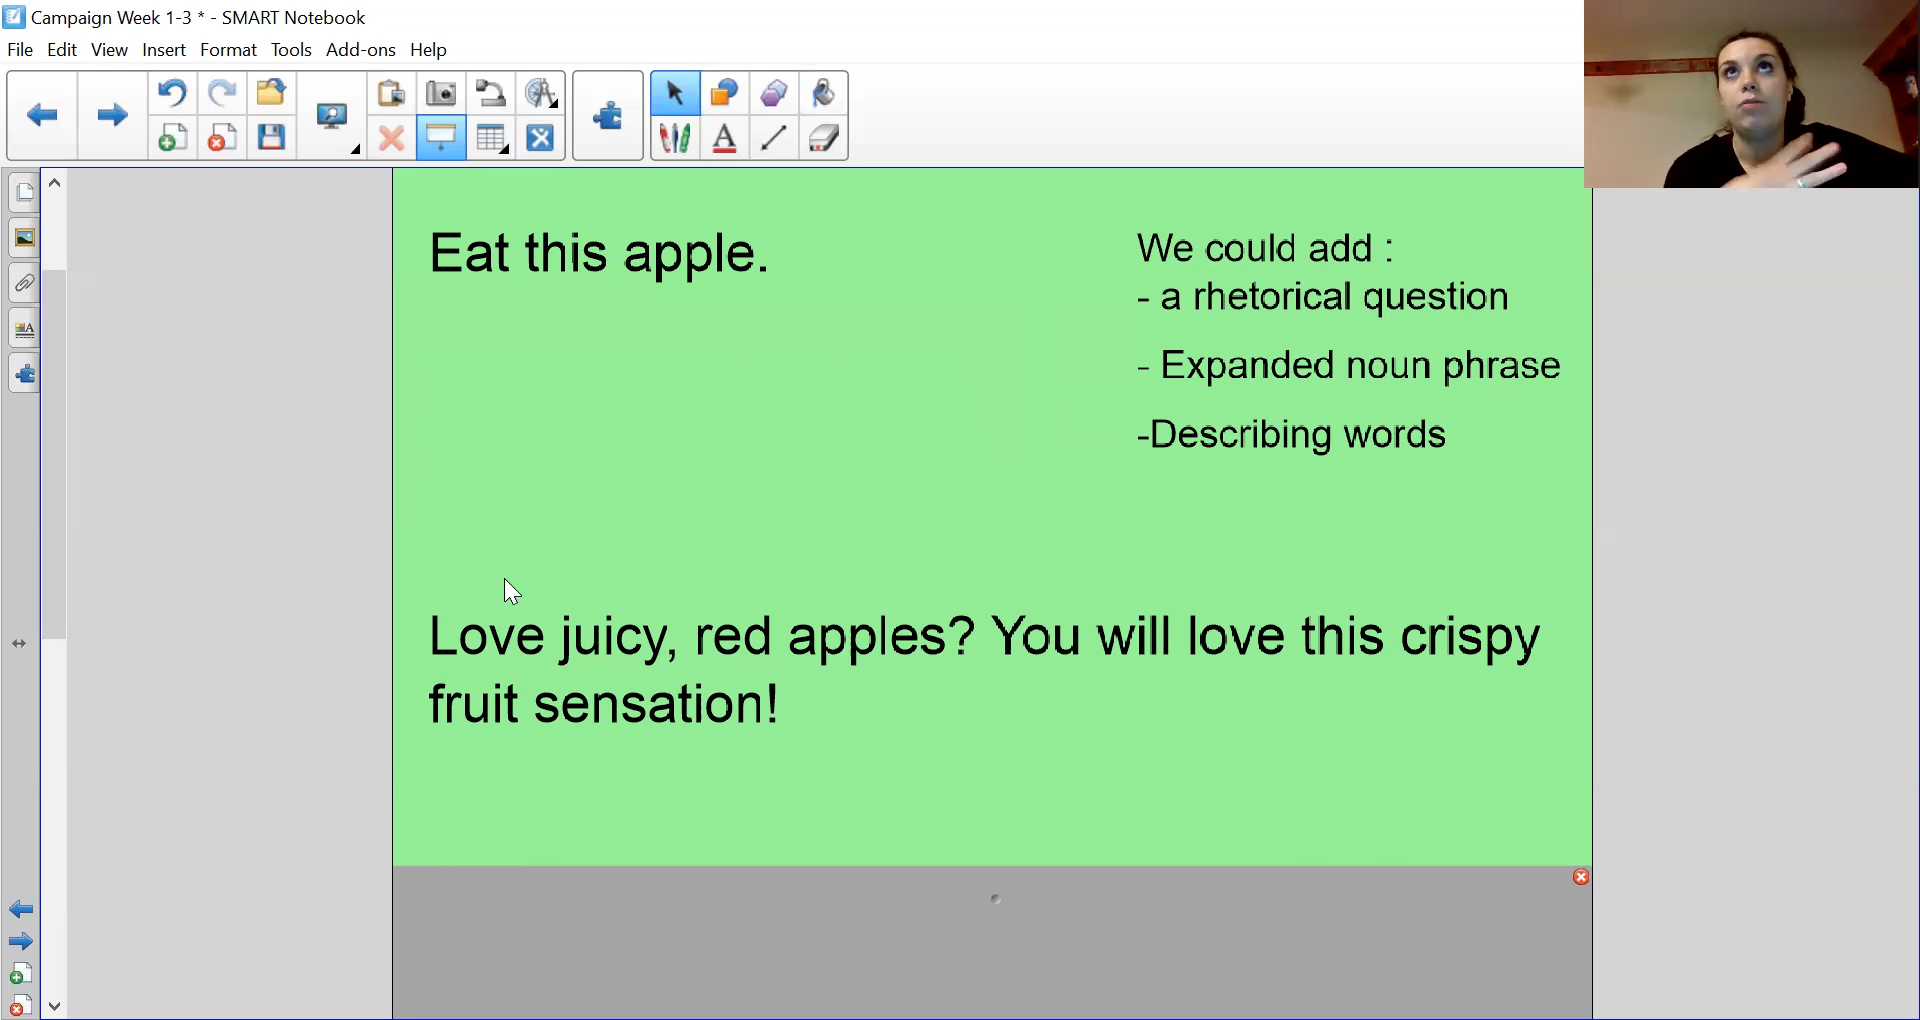 Campaign Week 1-3 * - SMART Notebook
File Edit View Insert Format Tools Add-ons Help
Eat this apple.
We could add :
- a rhetorical question
- Expanded noun phrase
-Describing words
Love juicy, red apples? You will love this crispy
fruit sensation!